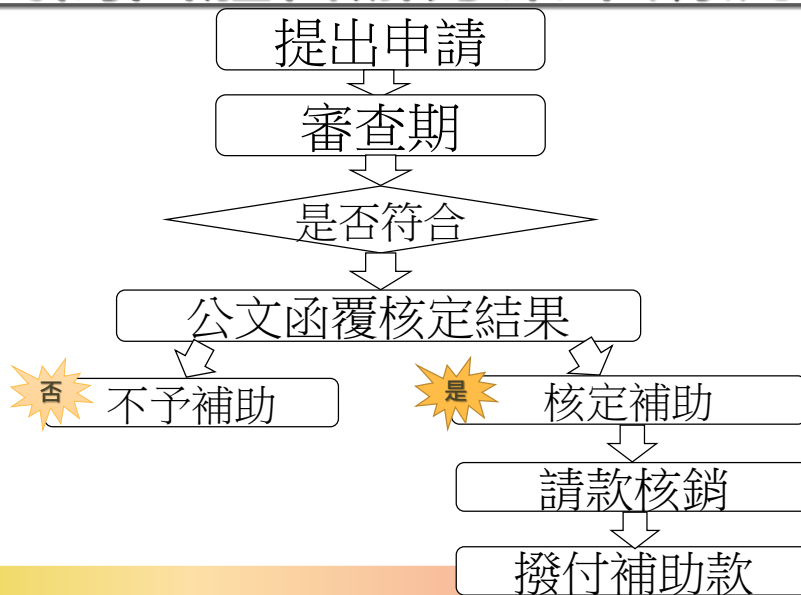 提出申請
審查期
是否符合
公文函覆核定結果
否
不予補助
是
核定補助
請款核銷
撥付補助款